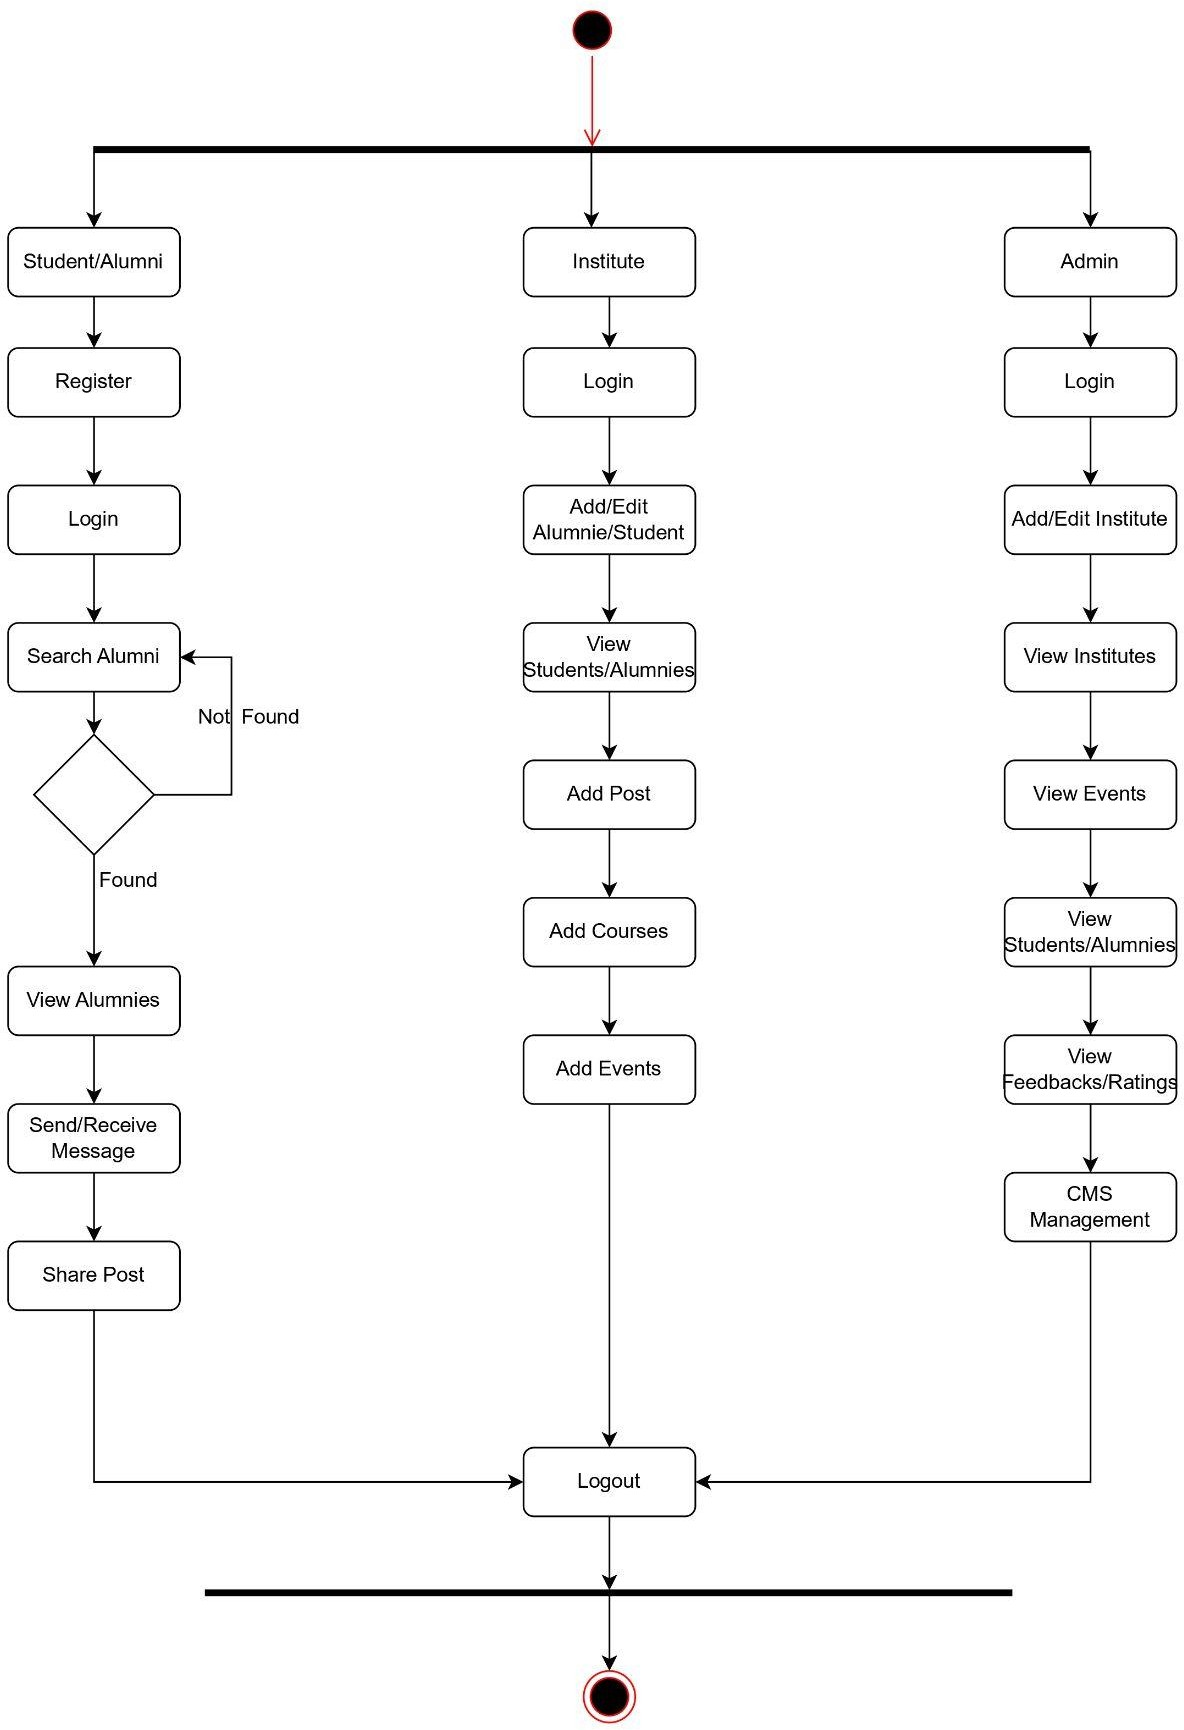 Student/Alumni
Register
Login
Search Alumni
Not Found
Found
View Alumnies
Send/Receive
Message
Share Post
Institute
Login
Add/Edit
Alumnie/Student
View
Students/Alumnies
Add Post
Add Courses
Add Events
Admin
Login
Add/Edit Institute
View Institutes
View Events
View
Students/Alumnies
View
Feedbacks/Ratings
CMS
Management
Logout